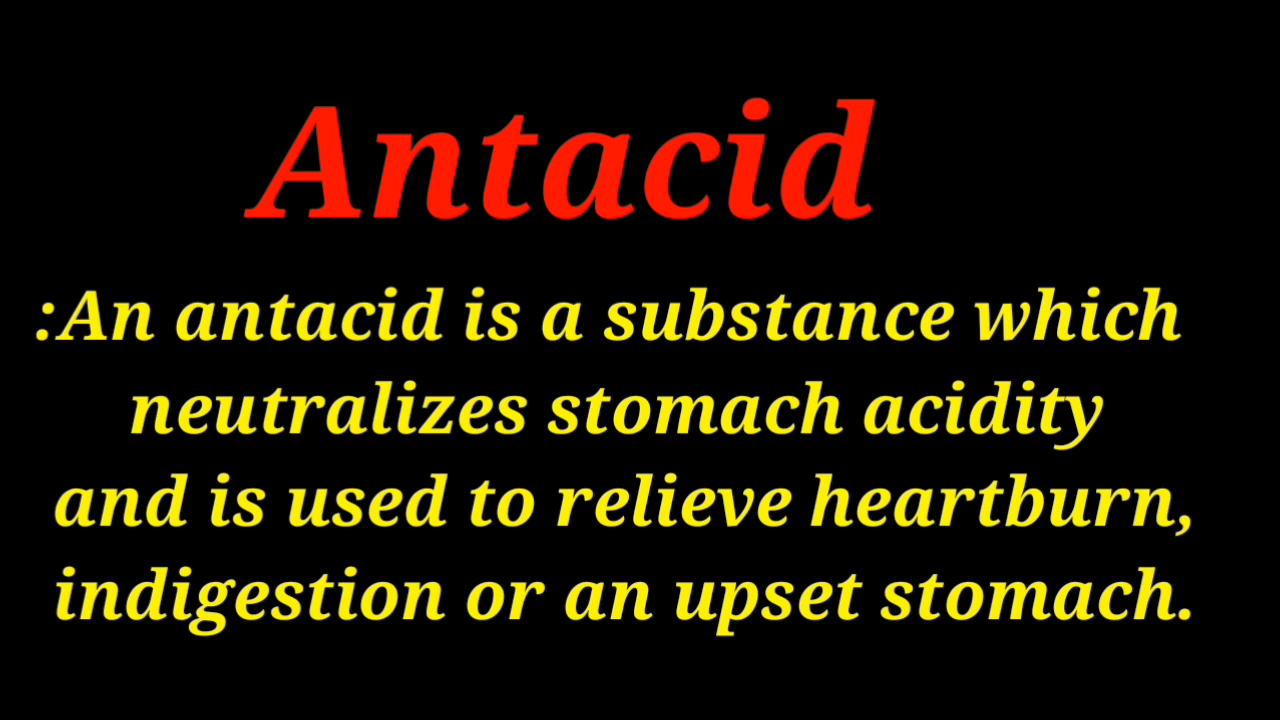 Antacid
:An antacid is a substance which
neutralizes stomach acidity
and is used to relieve heartburn,
indigestion or an upset stomach.